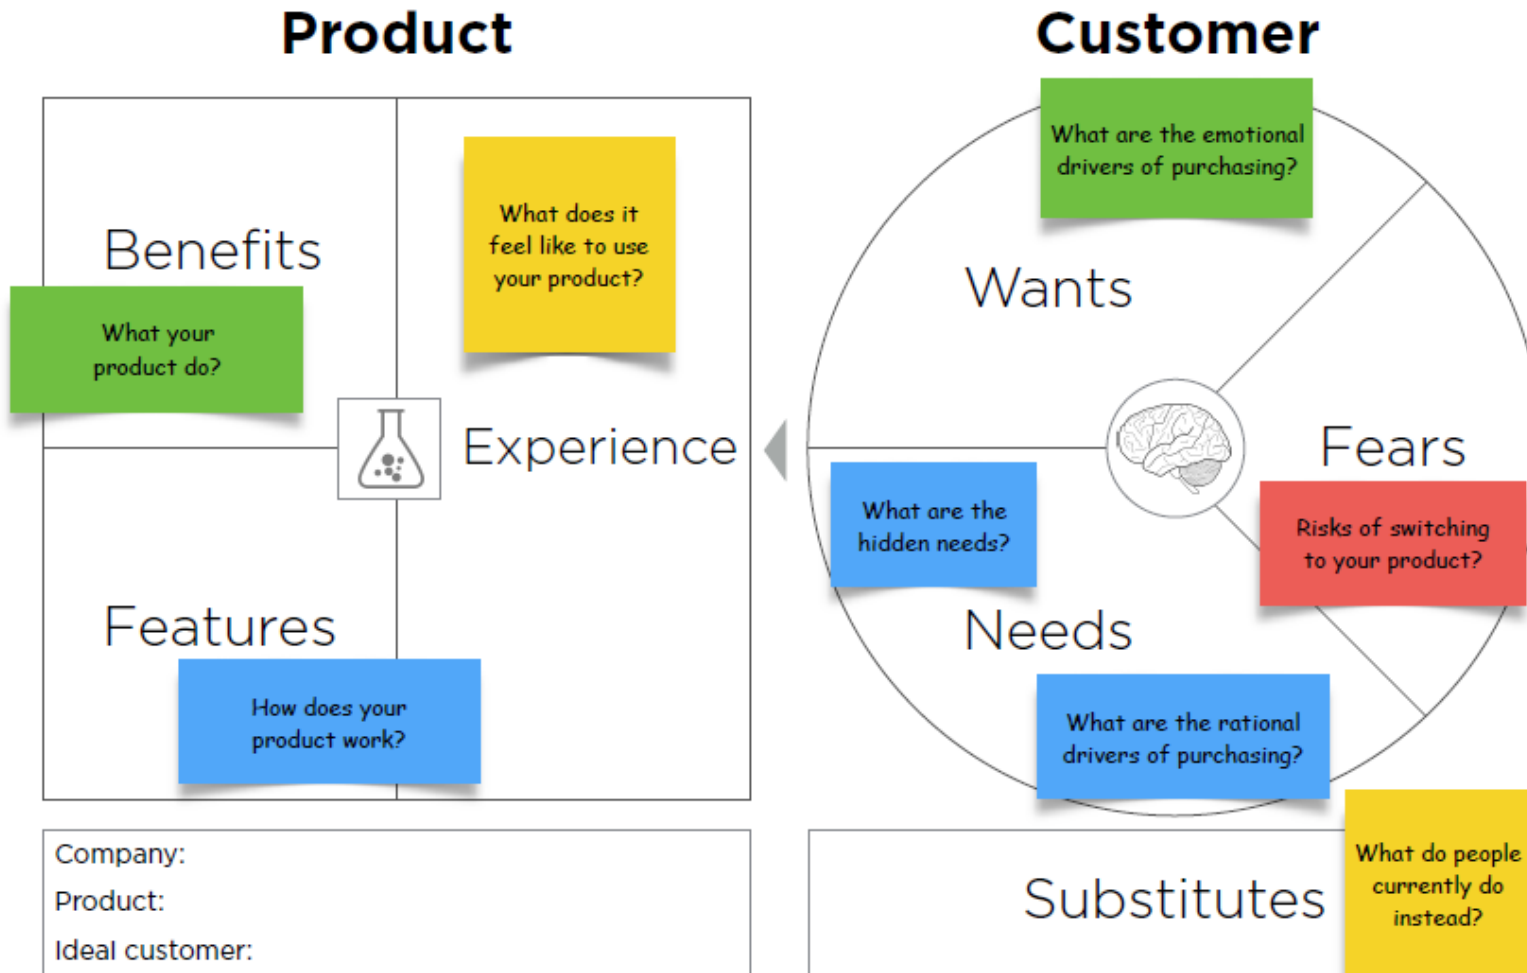 Product
Benefits
What your
product do?
What does it
feel like to use
your product?
Experience
Features
How does your
product work?
Company:
Product:
Ideal customer:
Customer
What are the emotional
drivers of purchasing?
Wants
Fears
Risks of switching
to your product?
What are the
hidden needs?
Needs
What are the rational
drivers of purchasing?
Substitutes
What do people
currently do
instead?